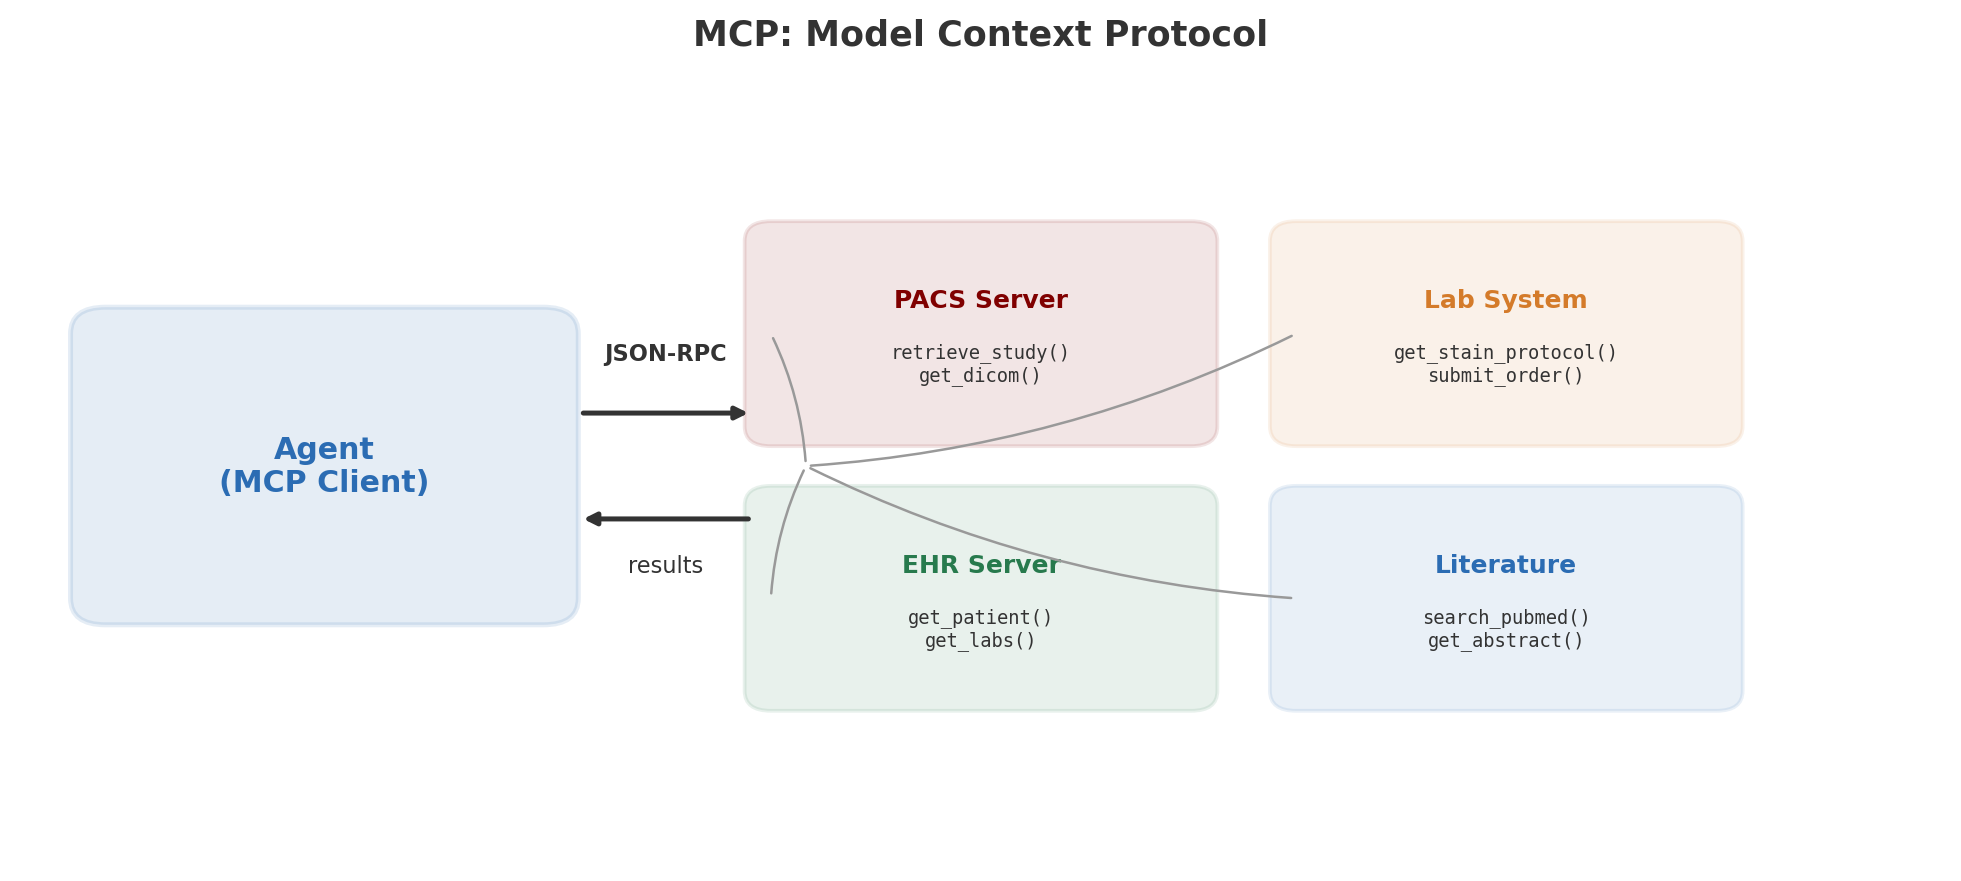 MCP: Model Context Protocol
Agent
(MCP Client)
JSON-RPC
results
PACS Server
retrieve_study()
get_dicom()
Lab System
get_stain_protocol()
submit_order()
EHR Server
get_patient()
get_labs()
Literature
search_pubmed()
get_abstract()